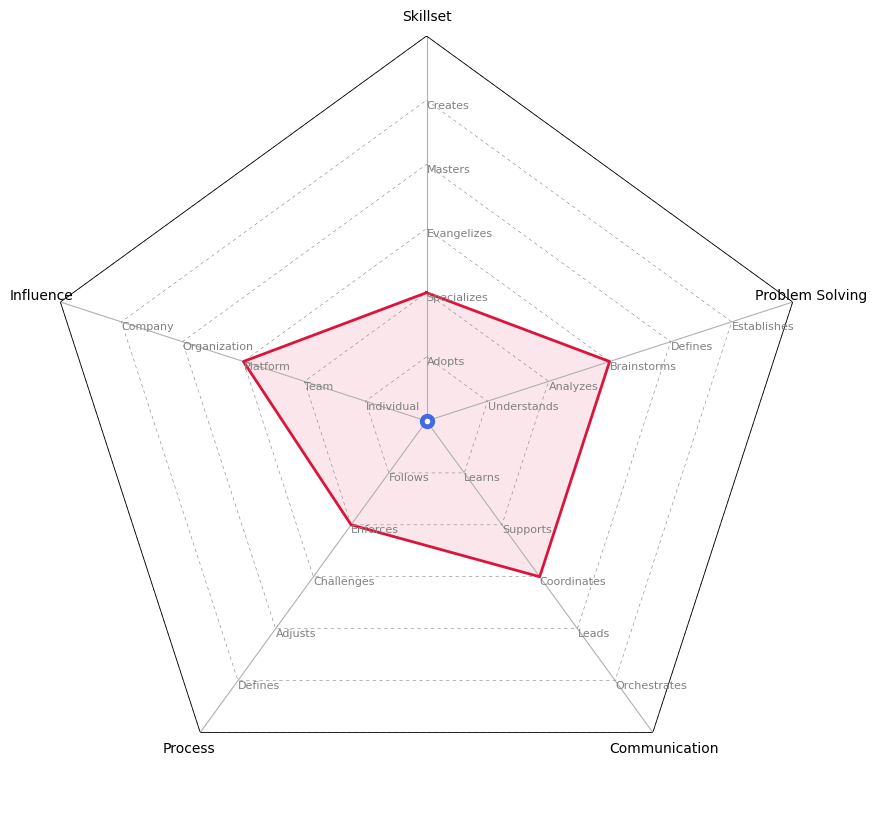 Skillset
Creates
Masters
Evangelizes
Specializes
Adopts
Influence
Company
Organization
Platform
Team
Individual
Problem Solving
Establishes
Defines
Brainstorms
Analyzes
Understands
Follows
Enforces
Challenges
Adjusts
Defines
Process
Learns
Supports
Coordinates
Leads
Orchestrates
Communication